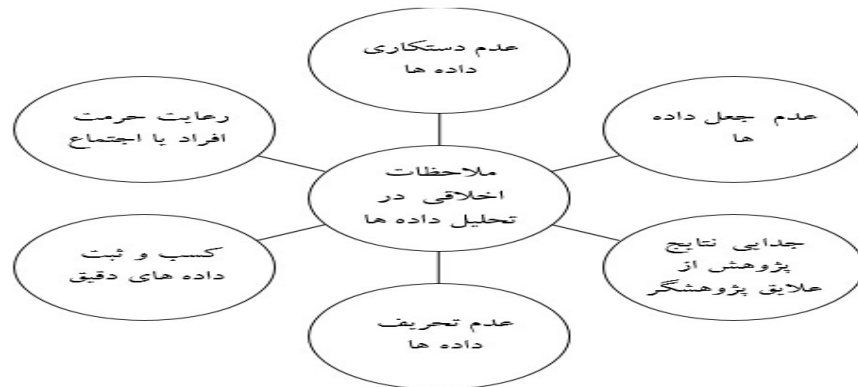 عدم دستکاری
داده ها
عدم جعل داده
ها
رعایت حرمت
افراد یا اجتماع
ملاحظات
اخلاقی در
تحلیل داده ها
جدایی نتایج
پژوهش از
علایق پژوهشگر
کسب و ثبت
داده های دقیق
عدم تحریف
داده ها